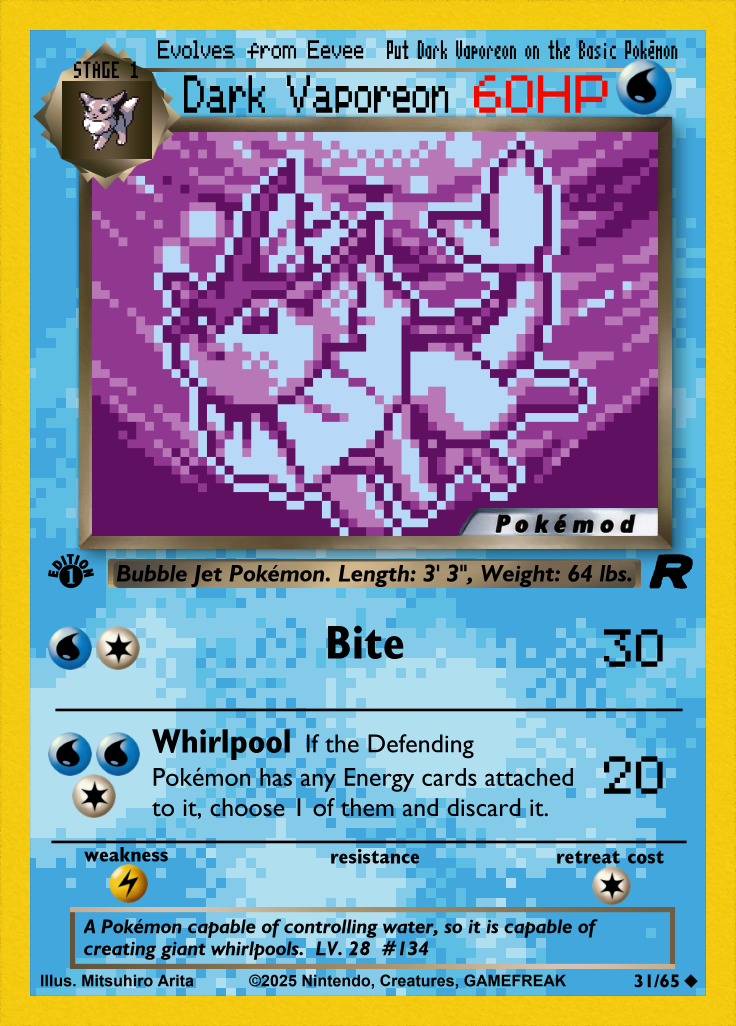 Evolves from Eevee Put Dark Vaporeon on the Basic Pokémon
STAGE 1
Dark Vaporeon 60HP
Pokémod
EDITION
1
Bubble Jet Pokémon. Length: 3' 3", Weight: 64 lbs.
R
Bite 30
Whirlpool If the Defending
Pokémon has any Energy cards attached
to it, choose 1 of them and discard it.
20
weakness resistance retreat cost
A Pokémon capable of controlling water, so it is capable of
creating giant whirlpools. LV. 28 #134
Illus. Mitsuhiro Arita ©2025 Nintendo, Creatures, GAMEFREAK 31/65